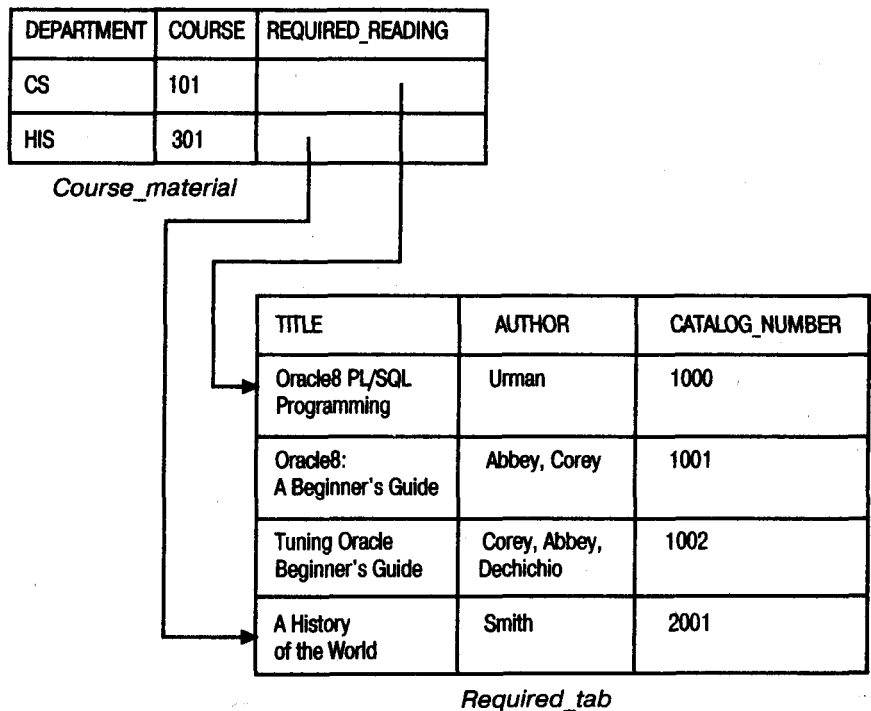 DEPARTMENT COURSE REQUIRED_READING
CS 101
HIS 301
Course_material
TITLE AUTHOR CATALOG_NUMBER
Oracle8 PL/SQL Urman 1000
Programming
Oracle8: Abbey, Corey 1001
A Beginner's Guide
Tuning Oracle Corey, Abbey, 1002
Beginner's Guide Dechichio
A History Smith 2001
of the World
Required_tab